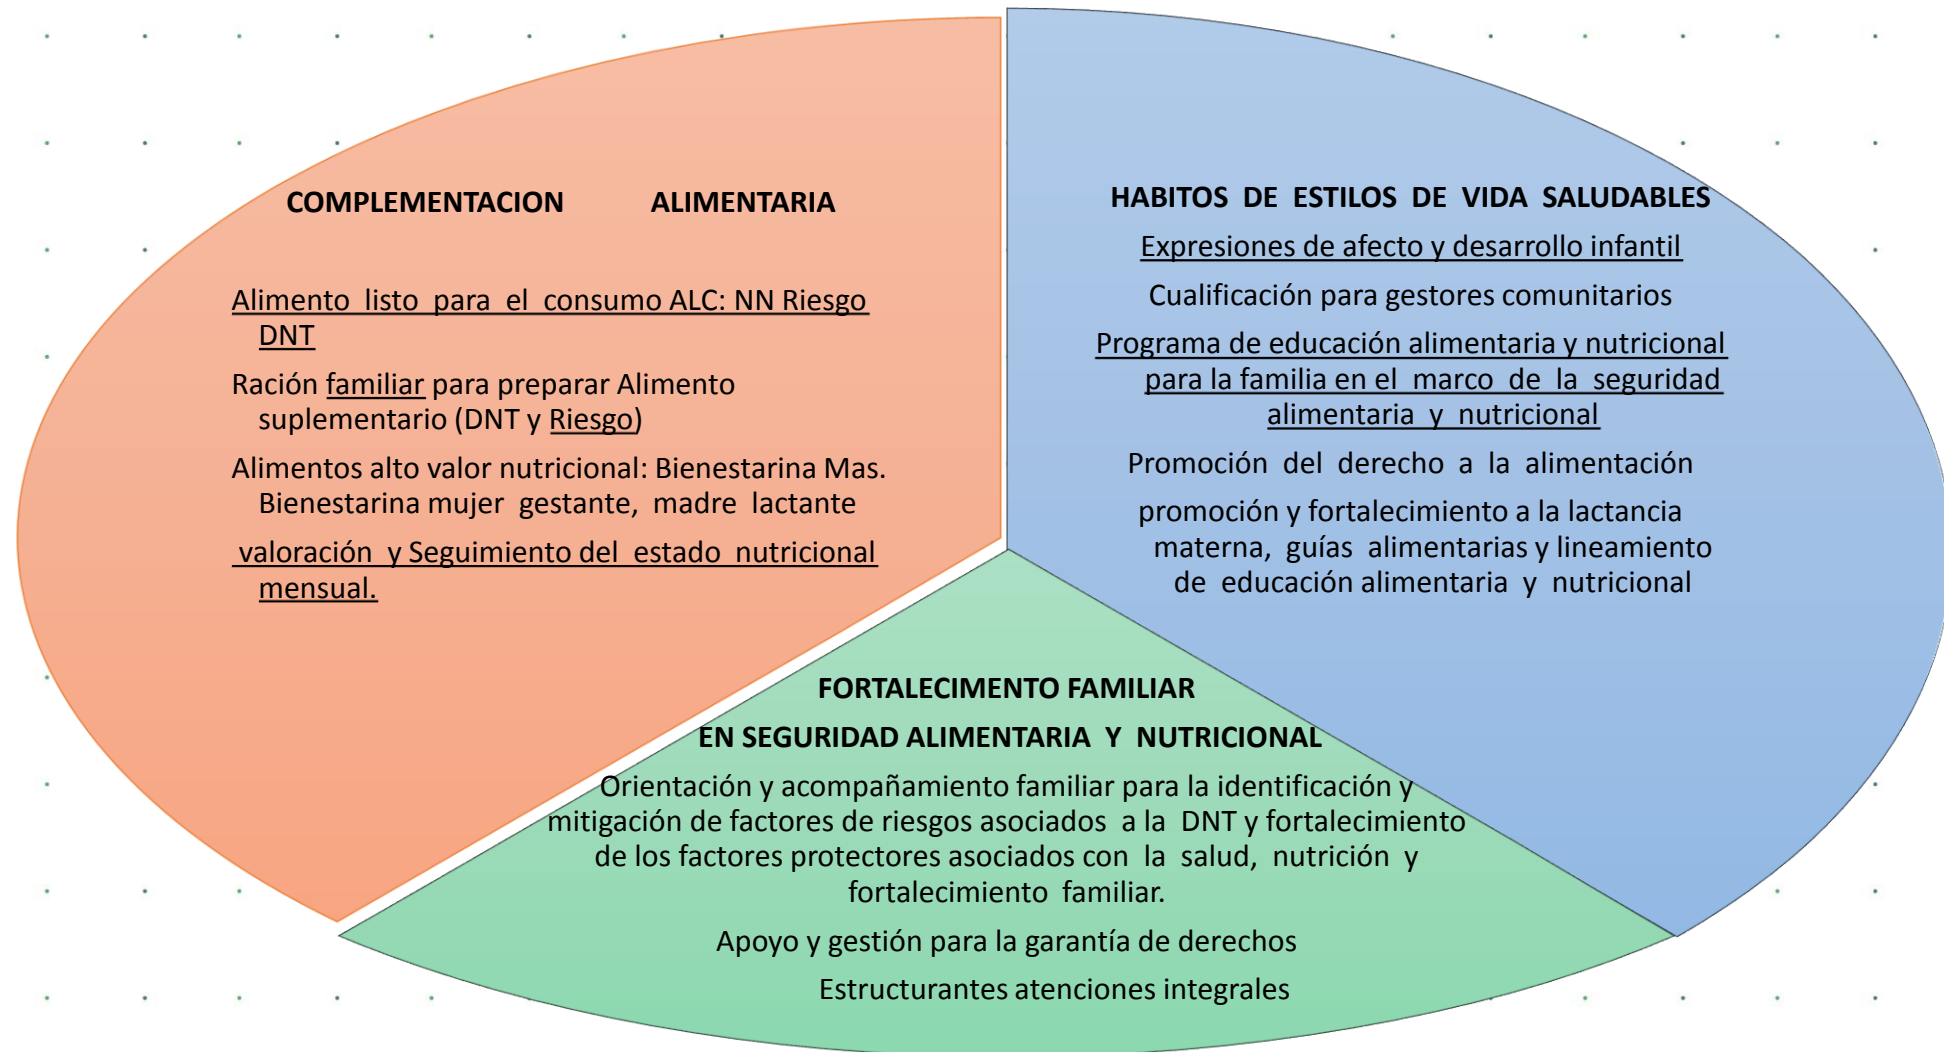 COMPLEMENTACION ALIMENTARIA
Alimento listo para el consumo ALC: NN Riesgo
DNT
Ración familiar para preparar Alimento
suplementario (DNT y Riesgo)
Alimentos alto valor nutricional: Bienestarina Mas.
Bienestarina mujer gestante, madre lactante
valoración y Seguimiento del estado nutricional
mensual.
HABITOS DE ESTILOS DE VIDA SALUDABLES
Expresiones de afecto y desarrollo infantil
Cualificación para gestores comunitarios
Programa de educación alimentaria y nutricional
para la familia en el marco de la seguridad
alimentaria y nutricional
Promoción del derecho a la alimentación
promoción y fortalecimiento a la lactancia
materna, guías alimentarias y lineamiento
de educación alimentaria y nutricional
FORTALECIMENTO FAMILIAR
EN SEGURIDAD ALIMENTARIA Y NUTRICIONAL
Orientación y acompañamiento familiar para la identificación y
mitigación de factores de riesgos asociados a la DNT y fortalecimiento
de los factores protectores asociados con la salud, nutrición y
fortalecimiento familiar.
Apoyo y gestión para la garantía de derechos
Estructurantes atenciones integrales